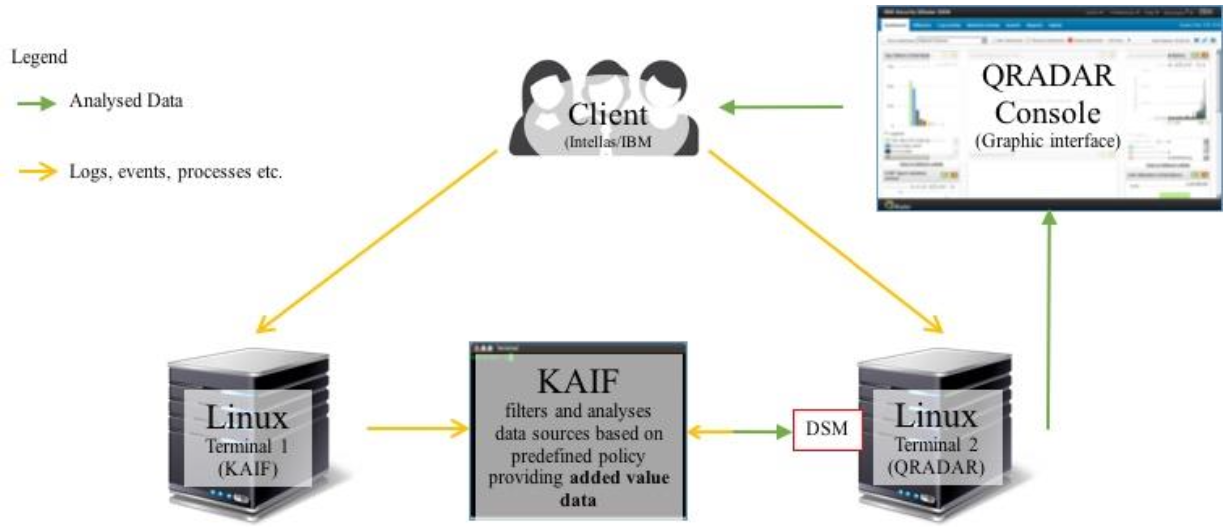 Legend
Analysed Data
Logs, events, processes etc.
Client
(Intellas/IBM
QRADAR
Console
(Graphic interface)
Linux
Terminal 1
(KAIF)
Terminal
KAIF
filters and analyses
data sources based on
predefined policy
providing added value
data
DSM
Linux
Terminal 2
(QRADAR)